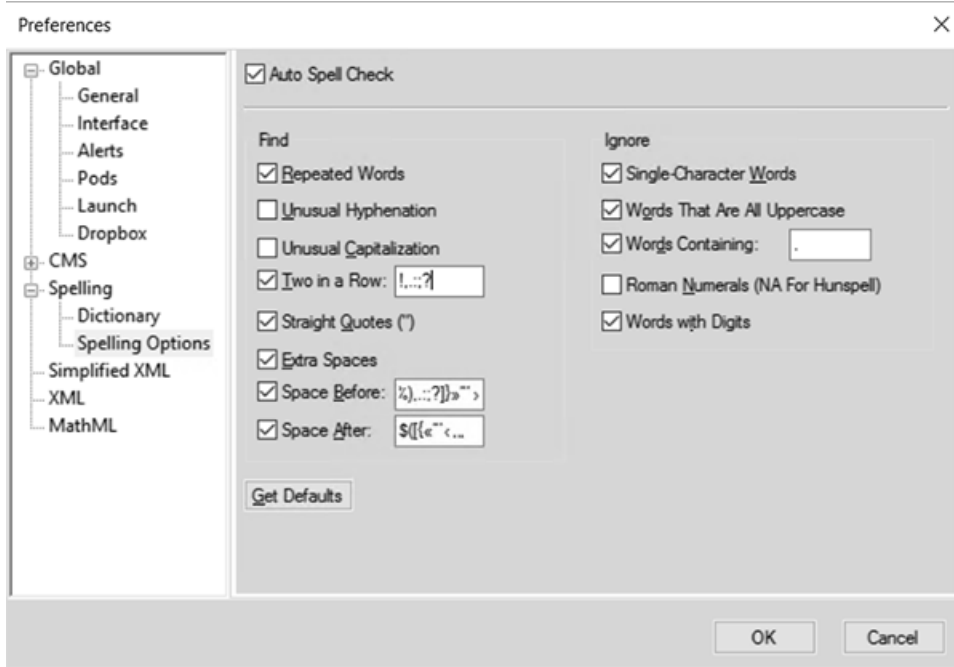 Preferences
Global
General
Interface
Alerts
Pods
Launch
Dropbox
CMS
Spelling
Dictionary
Spelling Options
Simplified XML
XML
MathML
Auto Spell Check
Find
Repeated Words
Unusual Hyphenation
Unusual Capitalization
Two in a Row: !,.:;?
Straight Quotes (")
Extra Spaces
Space Before:
Space After:
Get Defaults
Ignore
Single-Character Words
Words That Are All Uppercase
Words Containing: .
Roman Numerals (NA For Hunspell)
Words with Digits
OK
Cancel